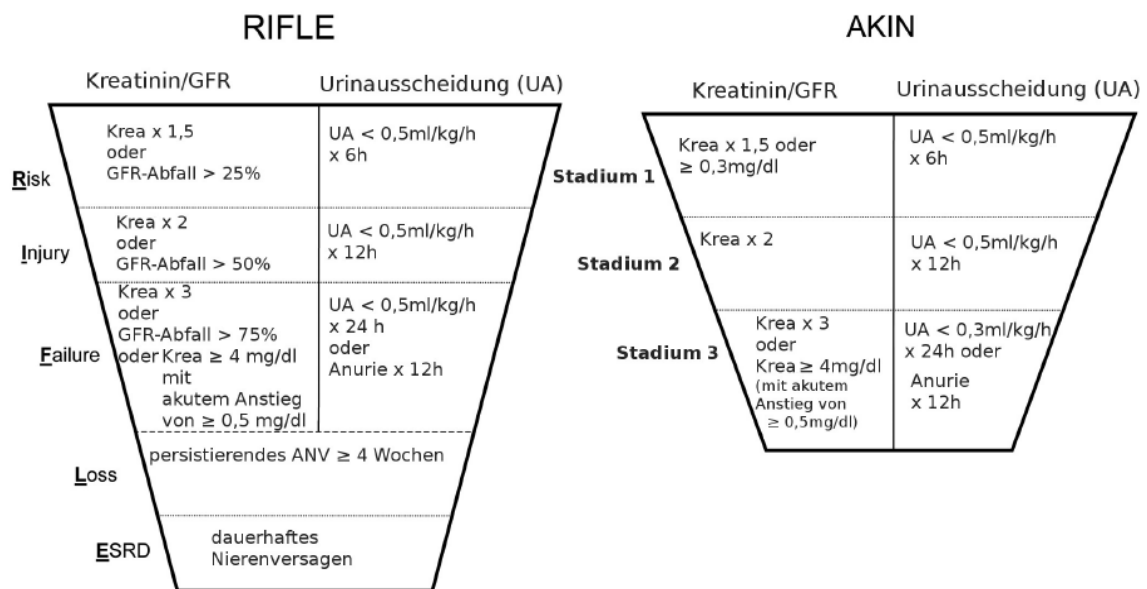 RIFLE
Kreatinin/GFR
Urinausscheidung (UA)
Risk
Krea x 1,5
oder
GFR-Abfall > 25%
UA < 0,5ml/kg/h
x 6h
Injury
Krea x 2
oder
GFR-Abfall > 50%
UA < 0,5ml/kg/h
x 12h
Failure
Krea x 3
oder
GFR-Abfall > 75%
oder Krea ≥ 4 mg/dl
mit
akutem Anstieg
von ≥ 0,5 mg/dl
UA < 0,5ml/kg/h
x 24 h
oder
Anurie x 12h
Loss
persistierendes ANV ≥ 4 Wochen
ESRD
dauerhaftes
Nierenversagen
AKIN
Kreatinin/GFR
Urinausscheidung (UA)
Stadium 1
Krea x 1,5 oder
≥ 0,3mg/dl
UA < 0,5ml/kg/h
x 6h
Stadium 2
Krea x 2
UA < 0,5ml/kg/h
x 12h
Stadium 3
Krea x 3
oder
Krea ≥ 4mg/dl
(mit akutem
Anstieg von
≥ 0,5mg/dl)
UA < 0,3ml/kg/h
x 24h oder
Anurie
x 12h